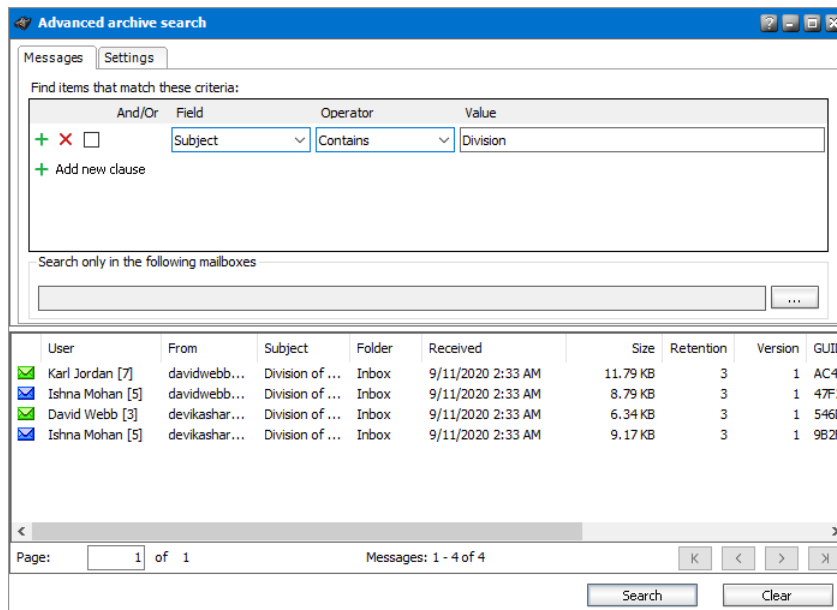 Advanced archive search
Messages Settings
Find items that match these criteria:
And/Or Field Operator Value
Subject Contains Division
Add new clause
Search only in the following mailboxes
...
User From Subject Folder Received Size Retention Version GUI
Karl Jordan [7] davidwebb... Division of ... Inbox 9/11/2020 2:33 AM 11.79 KB 3 1 AC4
Ishna Mohan [5] davidwebb... Division of ... Inbox 9/11/2020 2:33 AM 8.79 KB 3 1 47F
David Webb [3] devikashar... Division of ... Inbox 9/11/2020 2:33 AM 6.34 KB 3 1 546
Ishna Mohan [5] devikashar... Division of ... Inbox 9/11/2020 2:33 AM 9.17 KB 3 1 9B2
Page: 1 of 1 Messages: 1 - 4 of 4
Search Clear